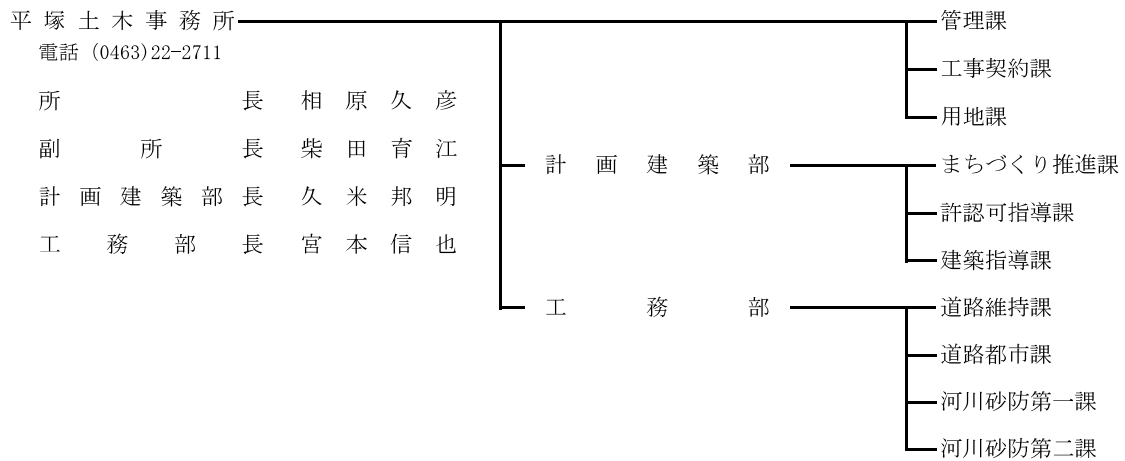 平塚土木事務所
電話 (0463)22-2711
所長 相原久彦
副所長 柴田育江
計画建築部長 久米邦明
工務部長 宮本信也
管理課
工事契約課
用地課
計画建築部
まちづくり推進課
許認可指導課
建築指導課
工務部
道路維持課
道路都市課
河川砂防第一課
河川砂防第二課